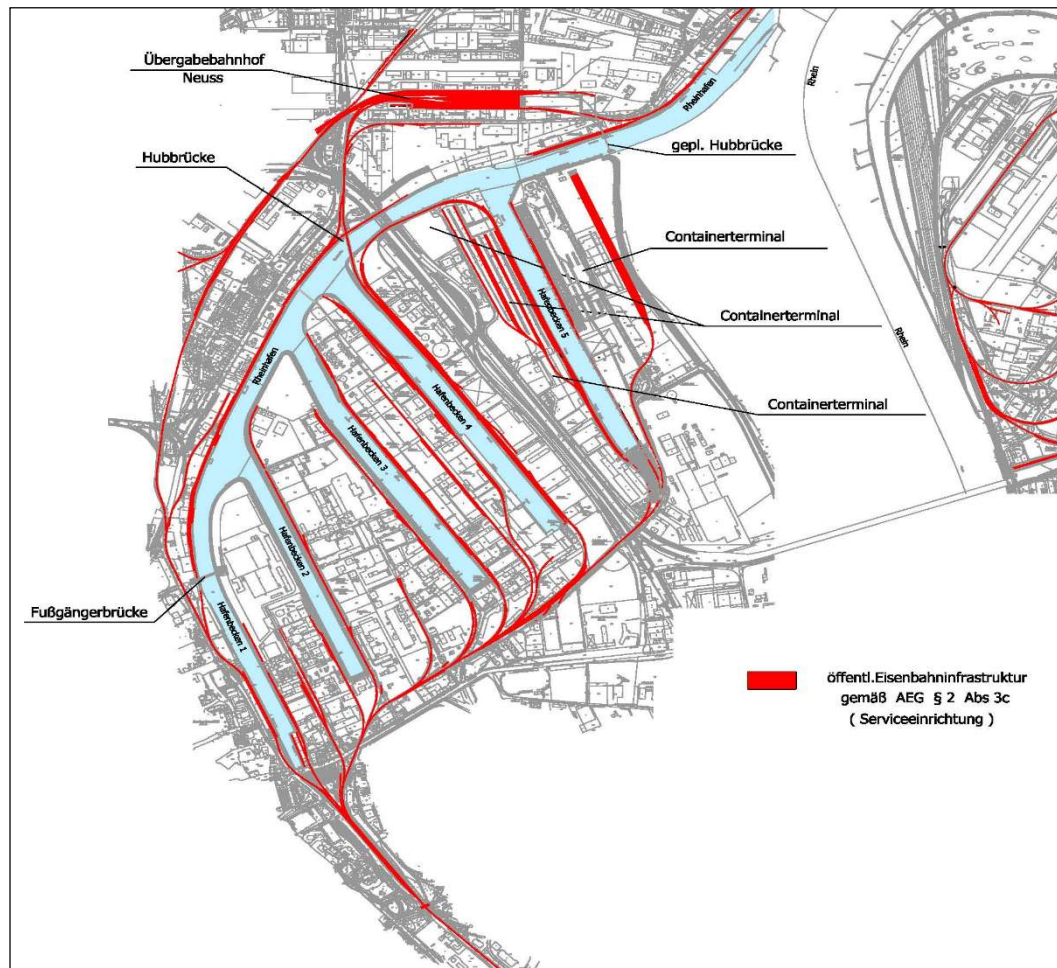 Übergabebahnhof
Neuss
Rheinhafen
Rhein
Hubbrücke
gepl. Hubbrücke
Containerterminal
Hafenbecken 5
Containerterminal
Rhein
Rheinhafen
Containerterminal
Hafenbecken 4
Hafenbecken 3
Hafenbecken 2
Fußgängerbrücke
Hafenbecken 1
öffentl.Eisenbahninfrastruktur
gemäß AEG § 2 Abs 3c
( Serviceeinrichtung )